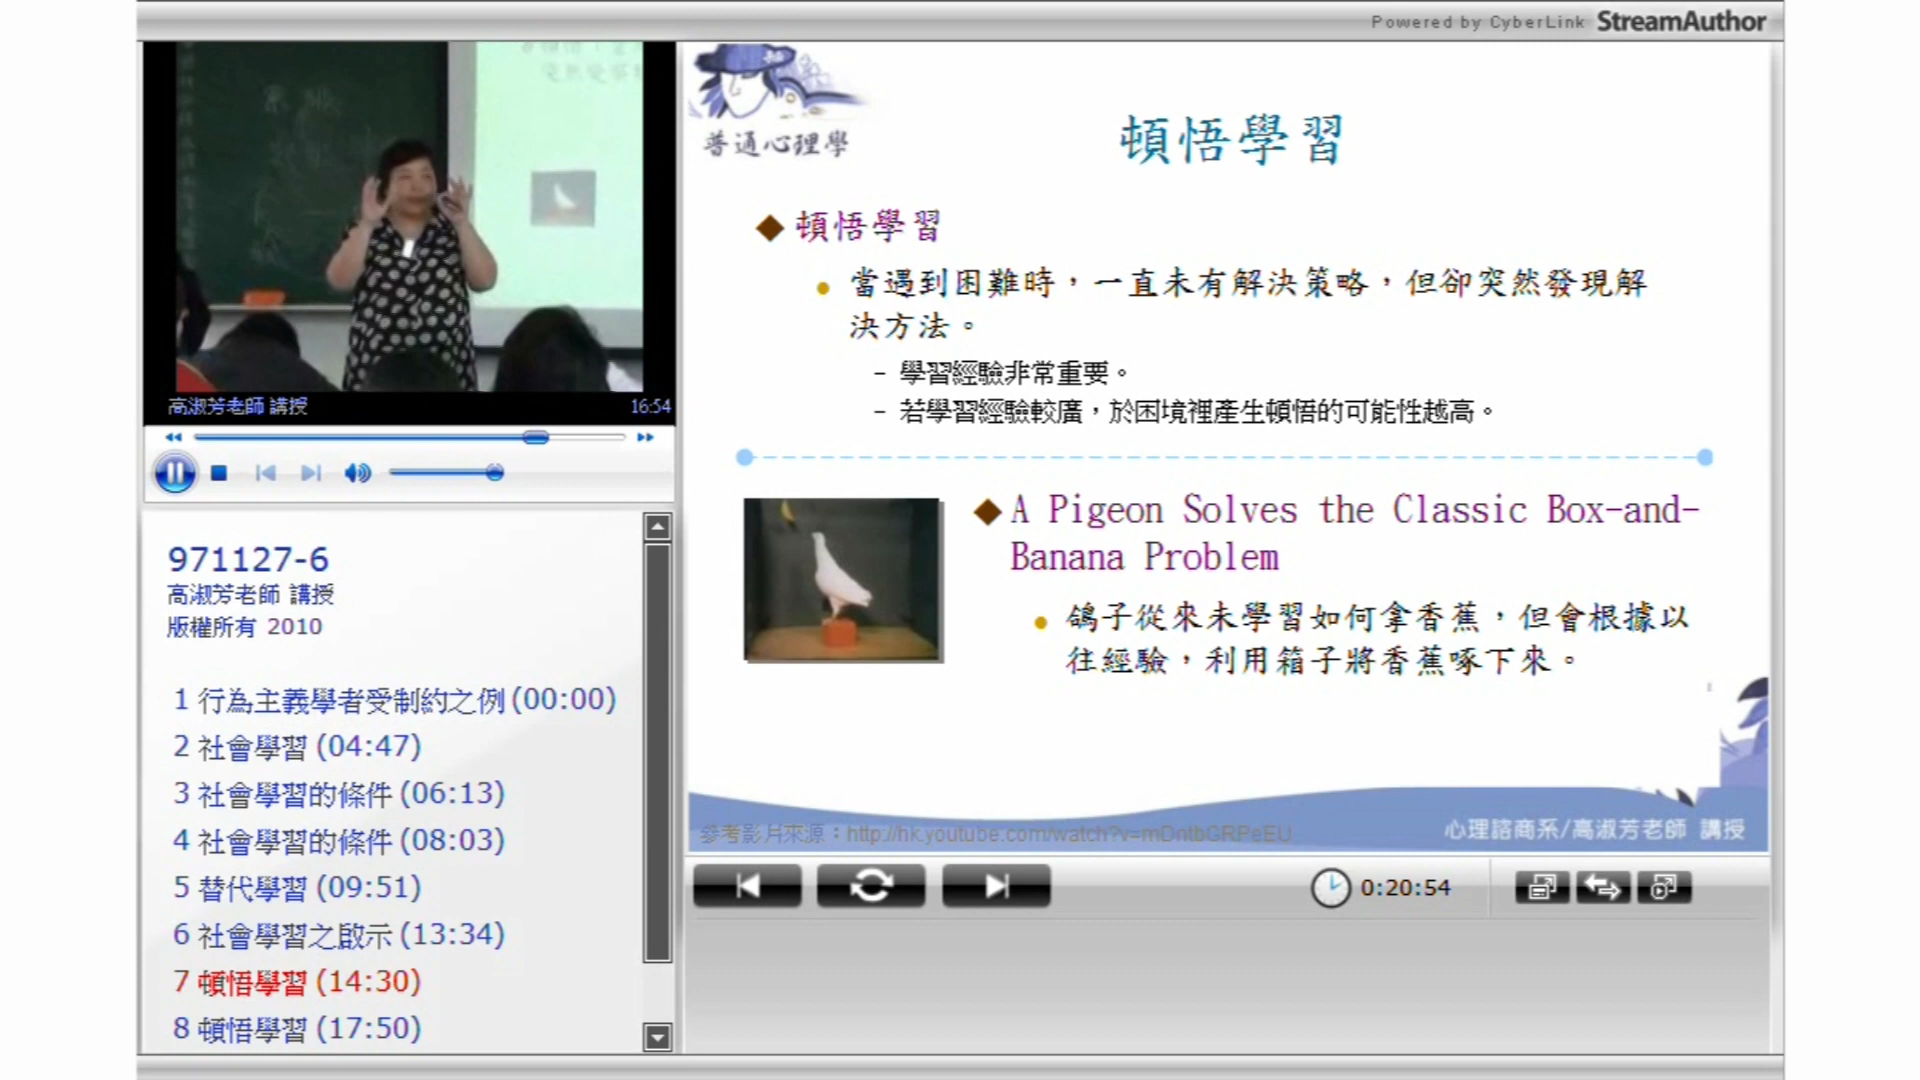 Powered by CyberLink StreamAuthor
高淑芳老師 講授 16:54
971127-6
高淑芳老師 講授
版權所有 2010
1 行為主義學者受制約之例 (00:00)
2 社會學習 (04:47)
3 社會學習的條件 (06:13)
4 社會學習的條件 (08:03)
5 替代學習 (09:51)
6 社會學習之啟示 (13:34)
7 頓悟學習 (14:30)
8 頓悟學習 (17:50)
普通心理學
頓悟學習
頓悟學習
當遇到困難時，一直未有解決策略，但卻突然發現解
決方法。
- 學習經驗非常重要。
- 若學習經驗較廣，於困境裡產生頓悟的可能性越高。
A Pigeon Solves the Classic Box-and-
Banana Problem
鴿子從來未學習如何拿香蕉，但會根據以
往經驗，利用箱子將香蕉啄下來。
參考影片來源：http://hk.youtube.com/watch?v=mDntbGRPeEU
心理諮商系/高淑芳老師 講授
0:20:54